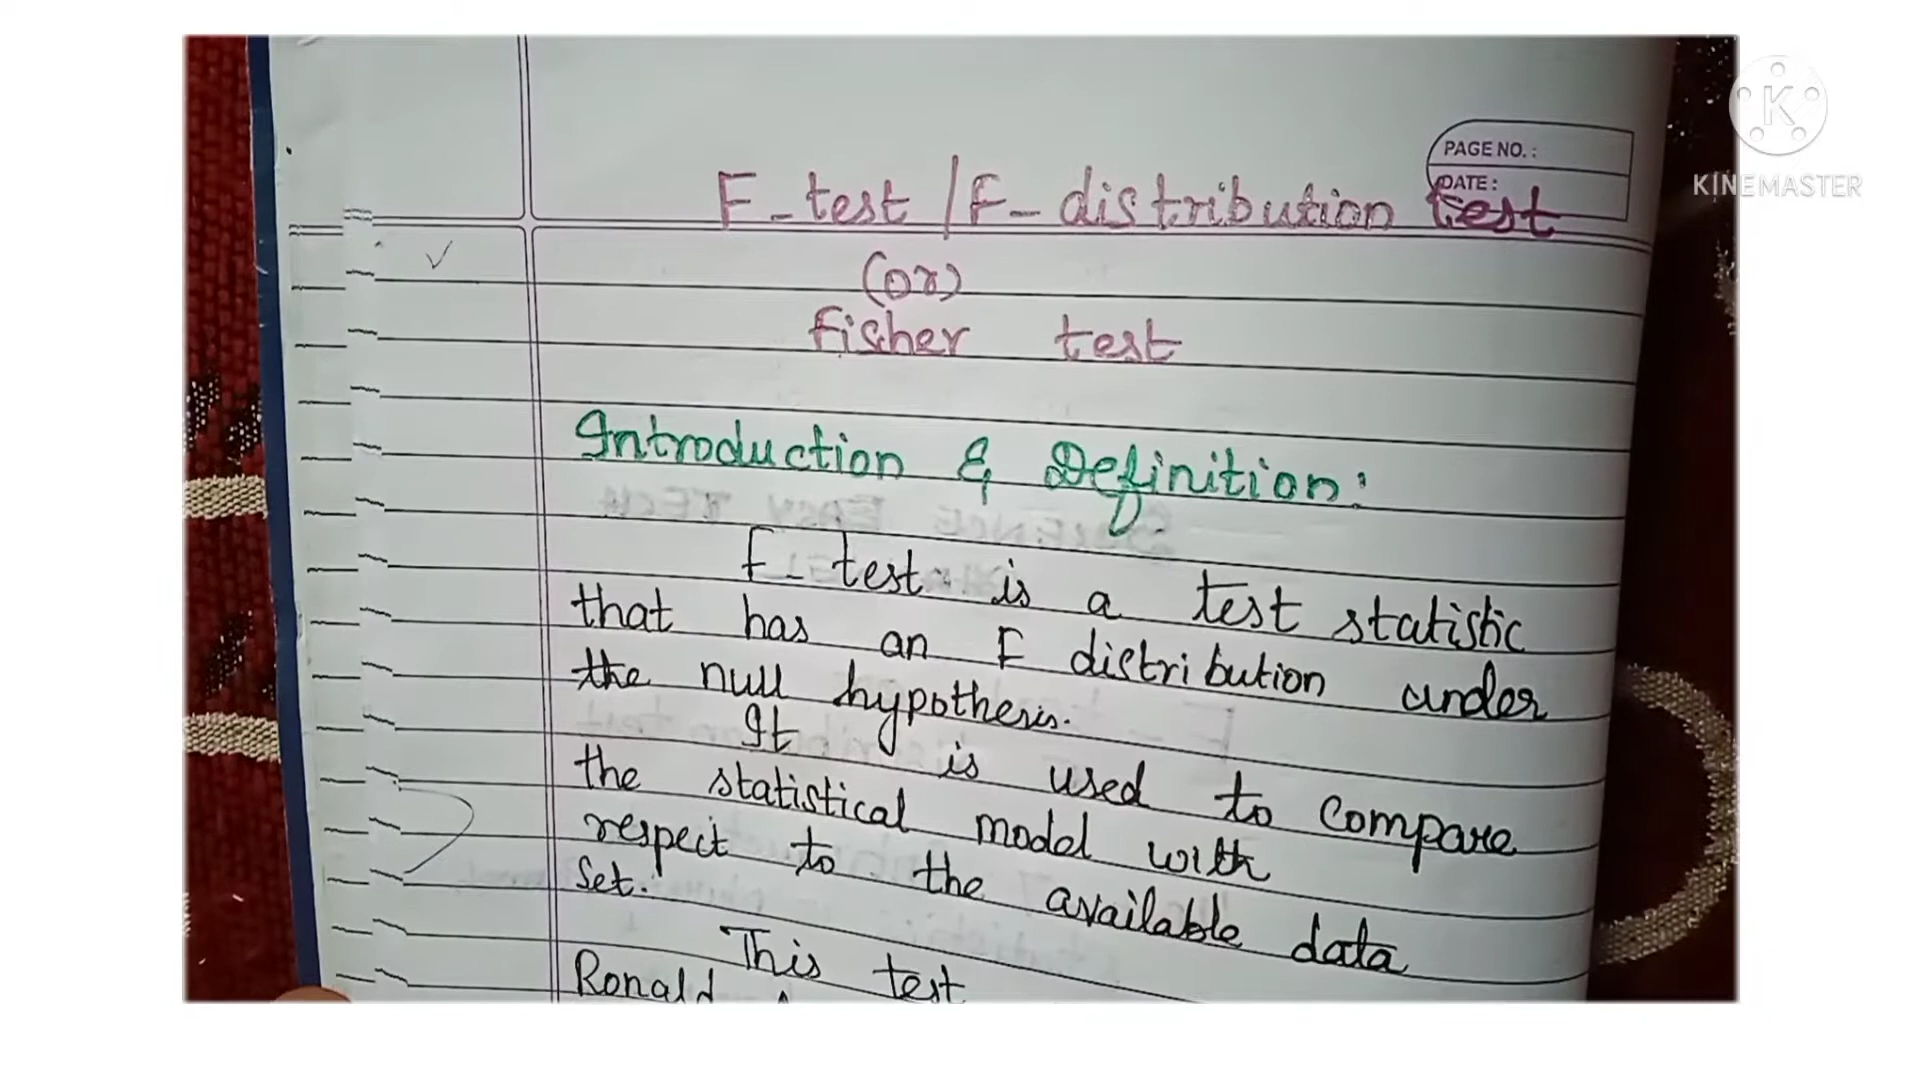 PAGE NO. :
DATE :
KINEMASTER
F-test / F-distribution test
(or)
Fisher test
Introduction & Definition:
F-test is a test statistic
that has an F distribution under
the null hypothesis.
It is used to compare
the statistical model with
respect to the available data
Set.
This test
Ronald